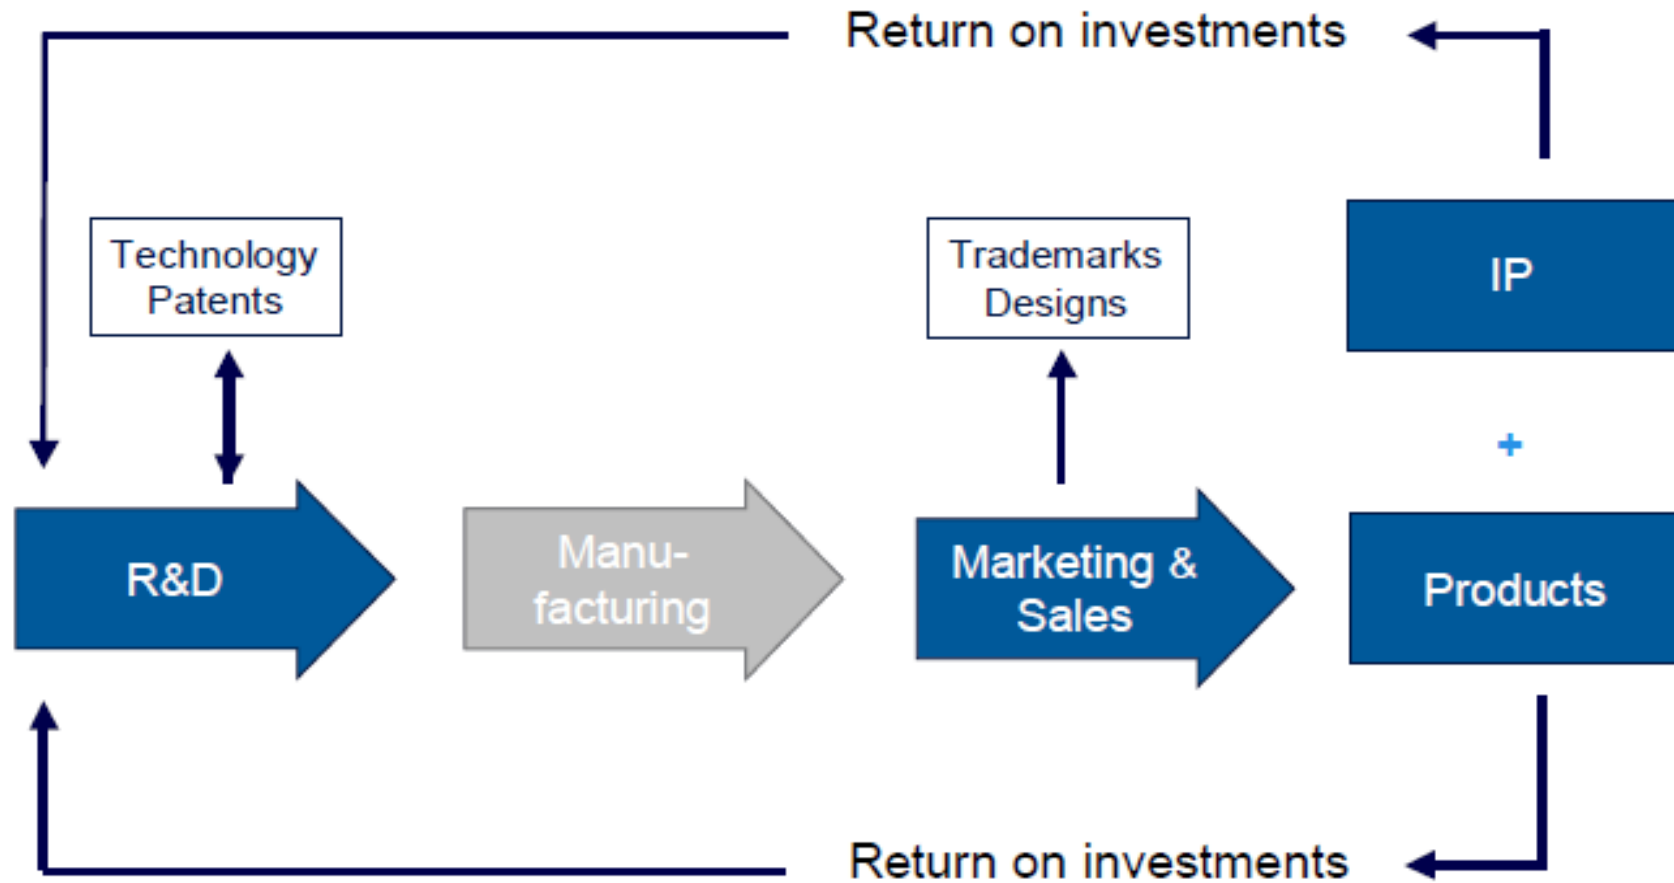 Return on investments
Technology
Patents
Trademarks
Designs
IP
+
R&D
Manu-
facturing
Marketing &
Sales
Products
Return on investments